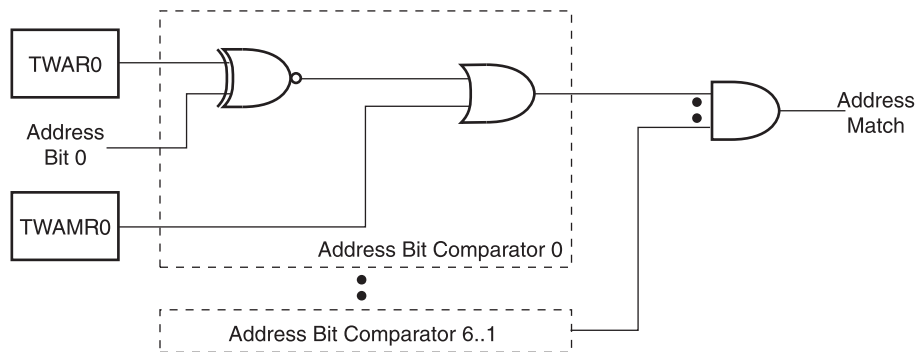 TWAR0
Address
Bit 0
TWAMR0
Address Bit Comparator 0
Address Bit Comparator 6..1
Address
Match